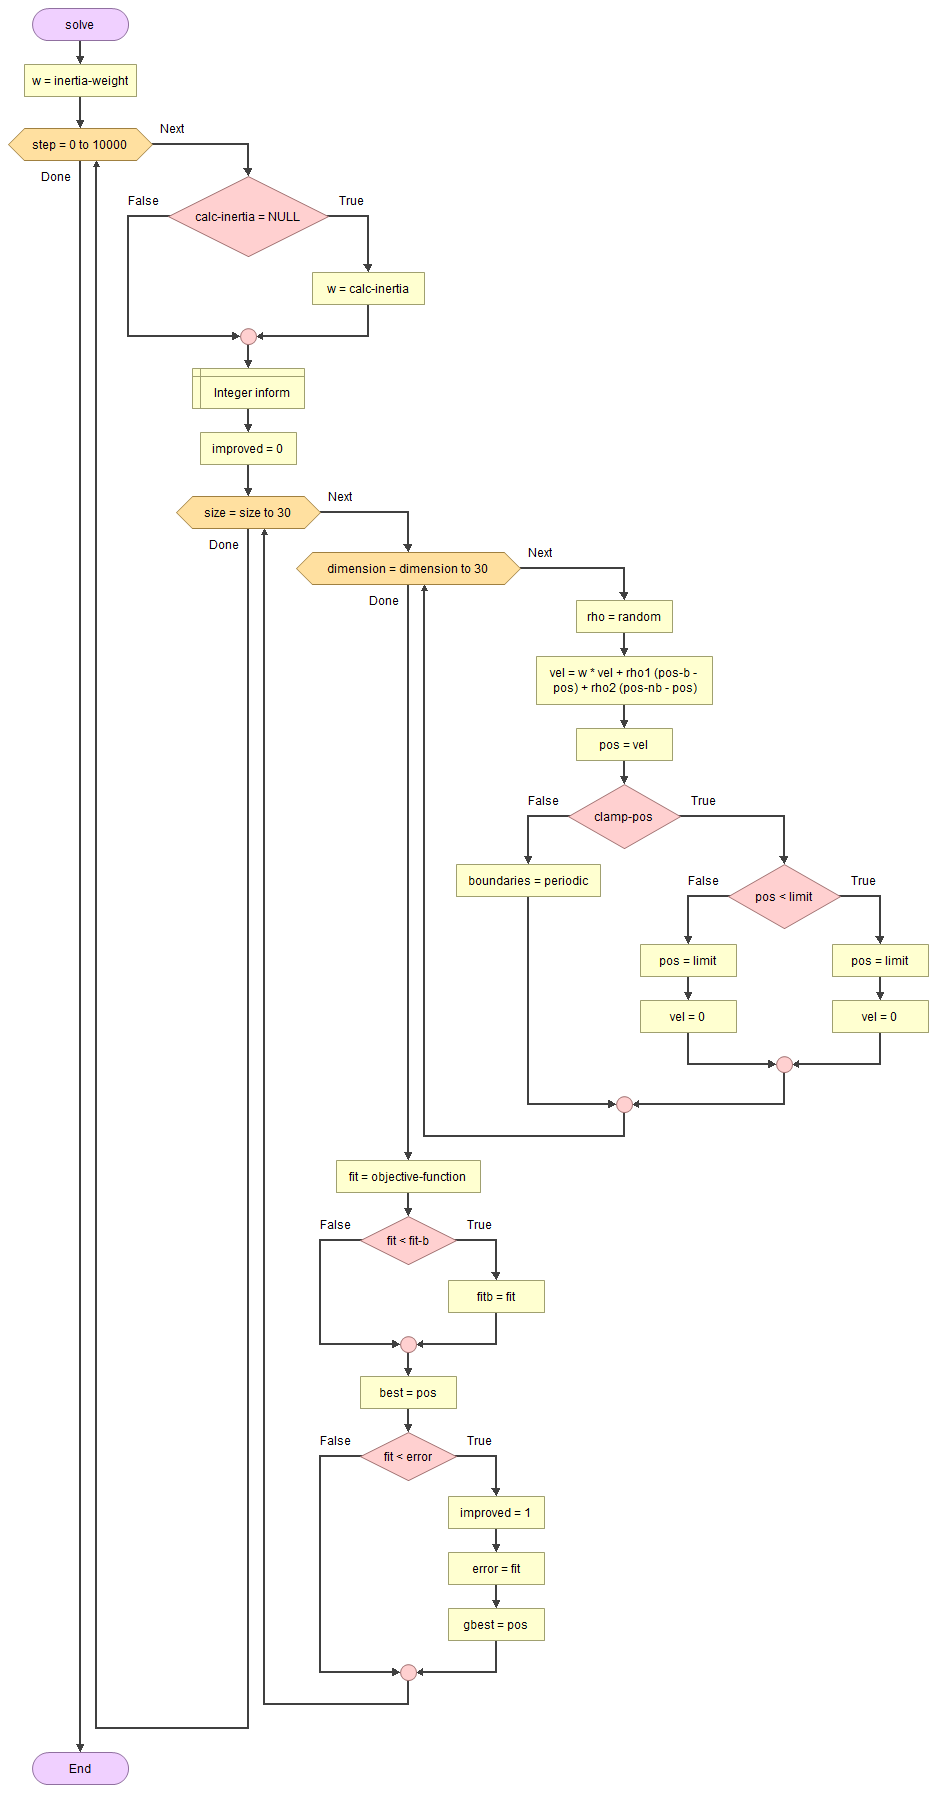 solve
w = inertia-weight
step = 0 to 10000
Next
Done
calc-inertia = NULL
False
True
w = calc-inertia
Integer inform
improved = 0
size = size to 30
Next
Done
dimension = dimension to 30
Next
Done
rho = random
vel = w * vel + rho1 (pos-b -
pos) + rho2 (pos-nb - pos)
pos = vel
clamp-pos
False
True
boundaries = periodic
pos < limit
False
True
pos = limit
pos = limit
vel = 0
vel = 0
fit = objective-function
fit < fit-b
False
True
fitb = fit
best = pos
fit < error
False
True
improved = 1
error = fit
gbest = pos
End